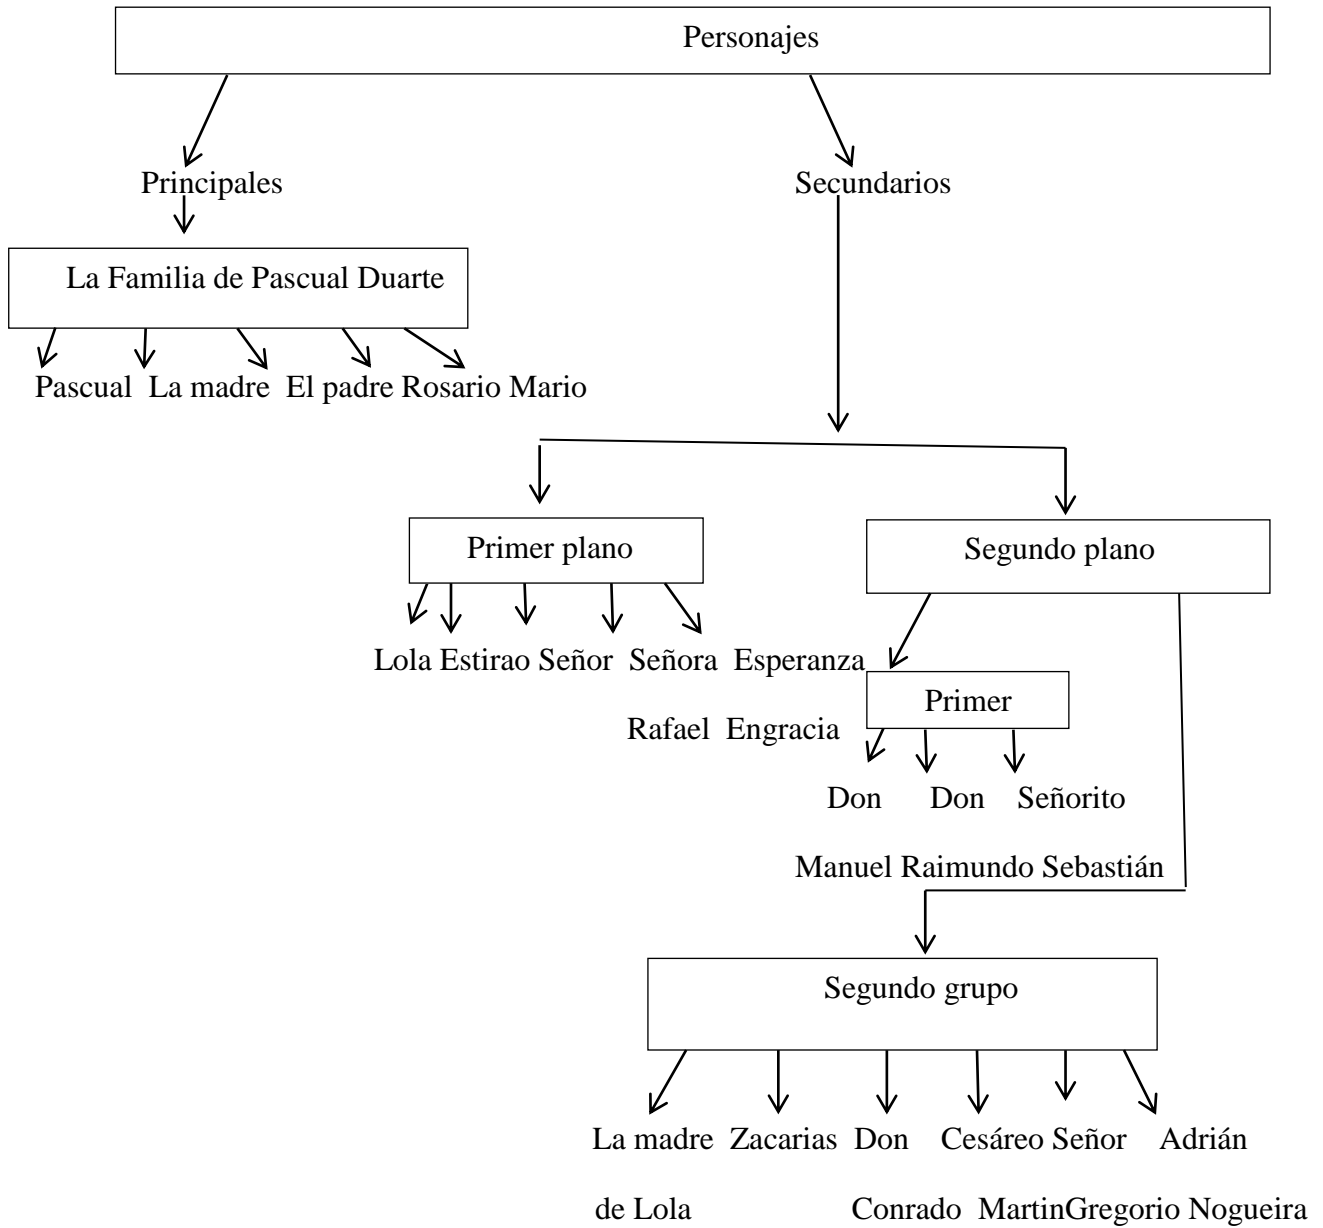 Personajes
Principales
Secundarios
La Familia de Pascual Duarte
Pascual La madre El padre Rosario Mario
Primer plano
Segundo plano
Lola Estirao Señor Señora Esperanza
Rafael Engracia
Primer
Don Don Señorito
Manuel Raimundo Sebastián
Segundo grupo
La madre Zacarias Don Cesáreo Señor Adrián
de Lola Conrado MartinGregorio Nogueira